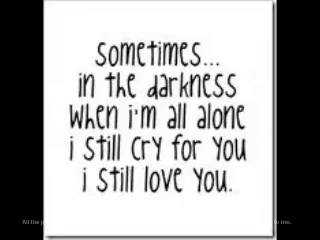 sometimes...
in the darkness
when i'm all alone
i still cry for you
i still love you.